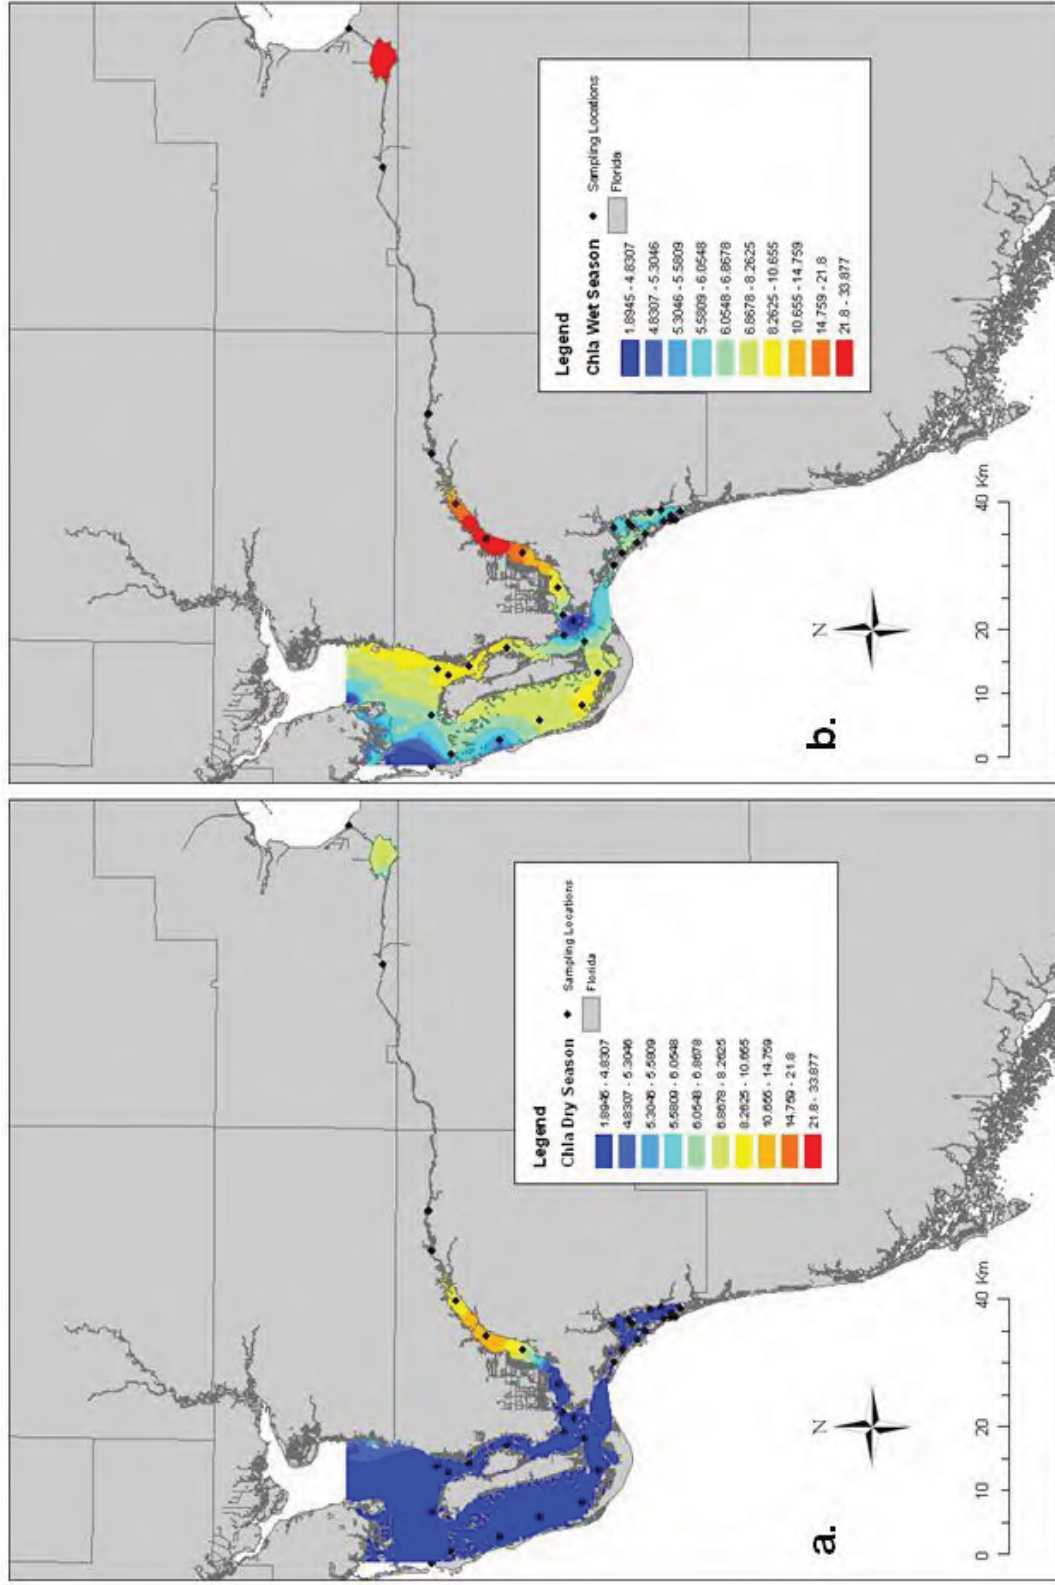 N
a.
0 10 20 40 Km
Legend
Chla Dry Season
1.8945 - 4.8307
4.8307 - 5.3046
5.3046 - 5.5809
5.5809 - 6.0548
6.0548 - 6.8678
6.8678 - 8.2625
8.2625 - 10.655
10.655 - 14.759
14.759 - 21.8
21.8 - 33.877
Sampling Locations
Florida
N
b.
0 10 20 40 Km
Legend
Chla Wet Season
1.8945 - 4.8307
4.8307 - 5.3046
5.3046 - 5.5809
5.5809 - 6.0548
6.0548 - 6.8678
6.8678 - 8.2625
8.2625 - 10.655
10.655 - 14.759
14.759 - 21.8
21.8 - 33.877
Sampling Locations
Florida